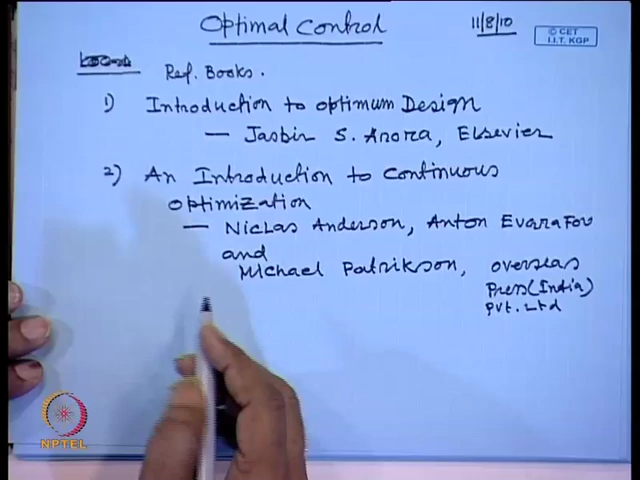 Optimal Control
11/8/10
© CET
I.I.T. KGP
Ref. Books.
1) Introduction to optimum Design
— Jasbir S. Arora, Elsevier
2) An Introduction to Continuous
optimization
— Niclas Anderson, Anton Evarafov
and
Michael Patrikson, overseas
Press (India)
Pvt. Ltd
NPTEL